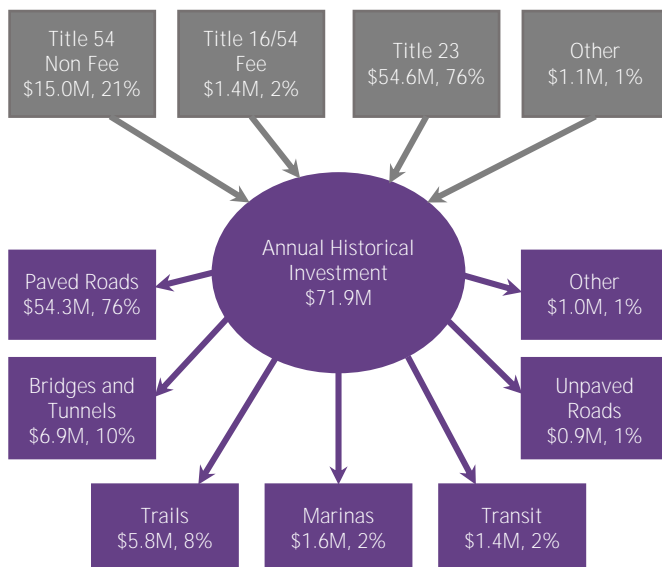 Title 54
Non Fee
$15.0M, 21%
Title 16/54
Fee
$1.4M, 2%
Title 23
$54.6M, 76%
Other
$1.1M, 1%
Annual Historical
Investment
$71.9M
Paved Roads
$54.3M, 76%
Other
$1.0M, 1%
Bridges and
Tunnels
$6.9M, 10%
Unpaved
Roads
$0.9M, 1%
Trails
$5.8M, 8%
Marinas
$1.6M, 2%
Transit
$1.4M, 2%